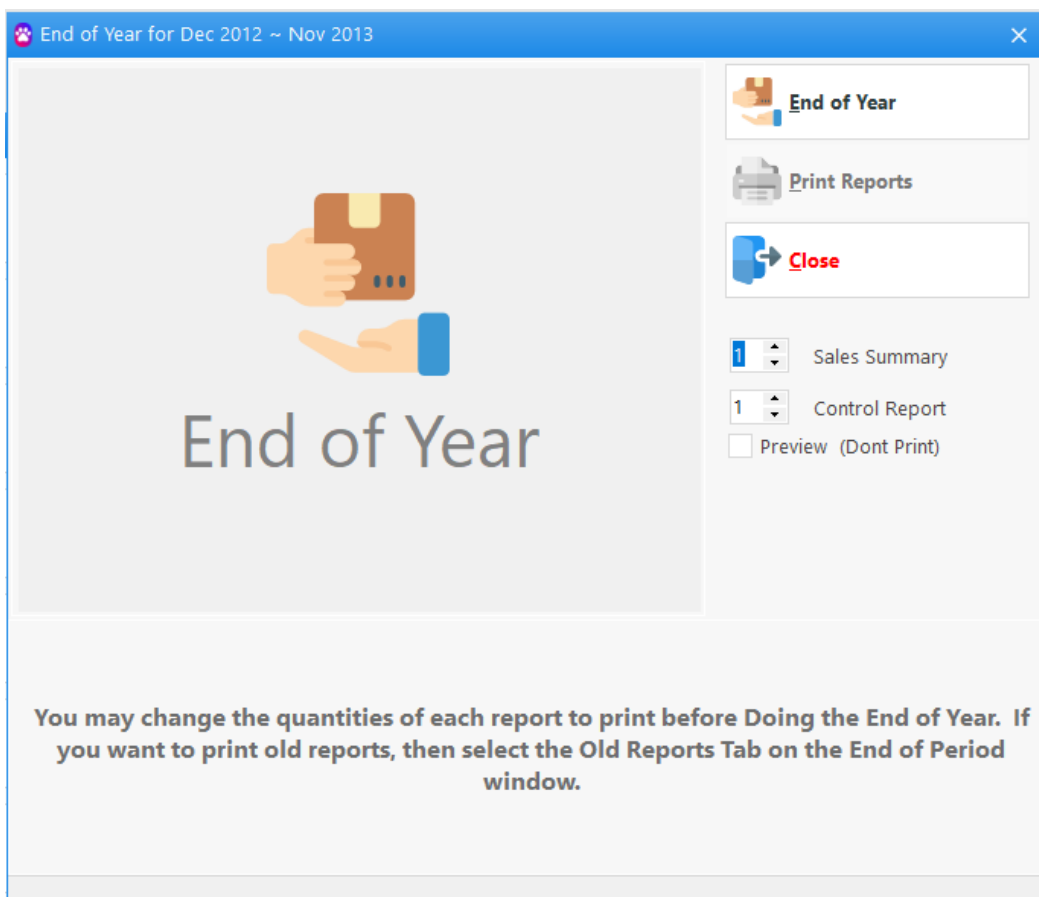 End of Year for Dec 2012 ~ Nov 2013
End of Year
Print Reports
Close
1 Sales Summary
1 Control Report
Preview (Dont Print)
End of Year
You may change the quantities of each report to print before Doing the End of Year. If
you want to print old reports, then select the Old Reports Tab on the End of Period
window.